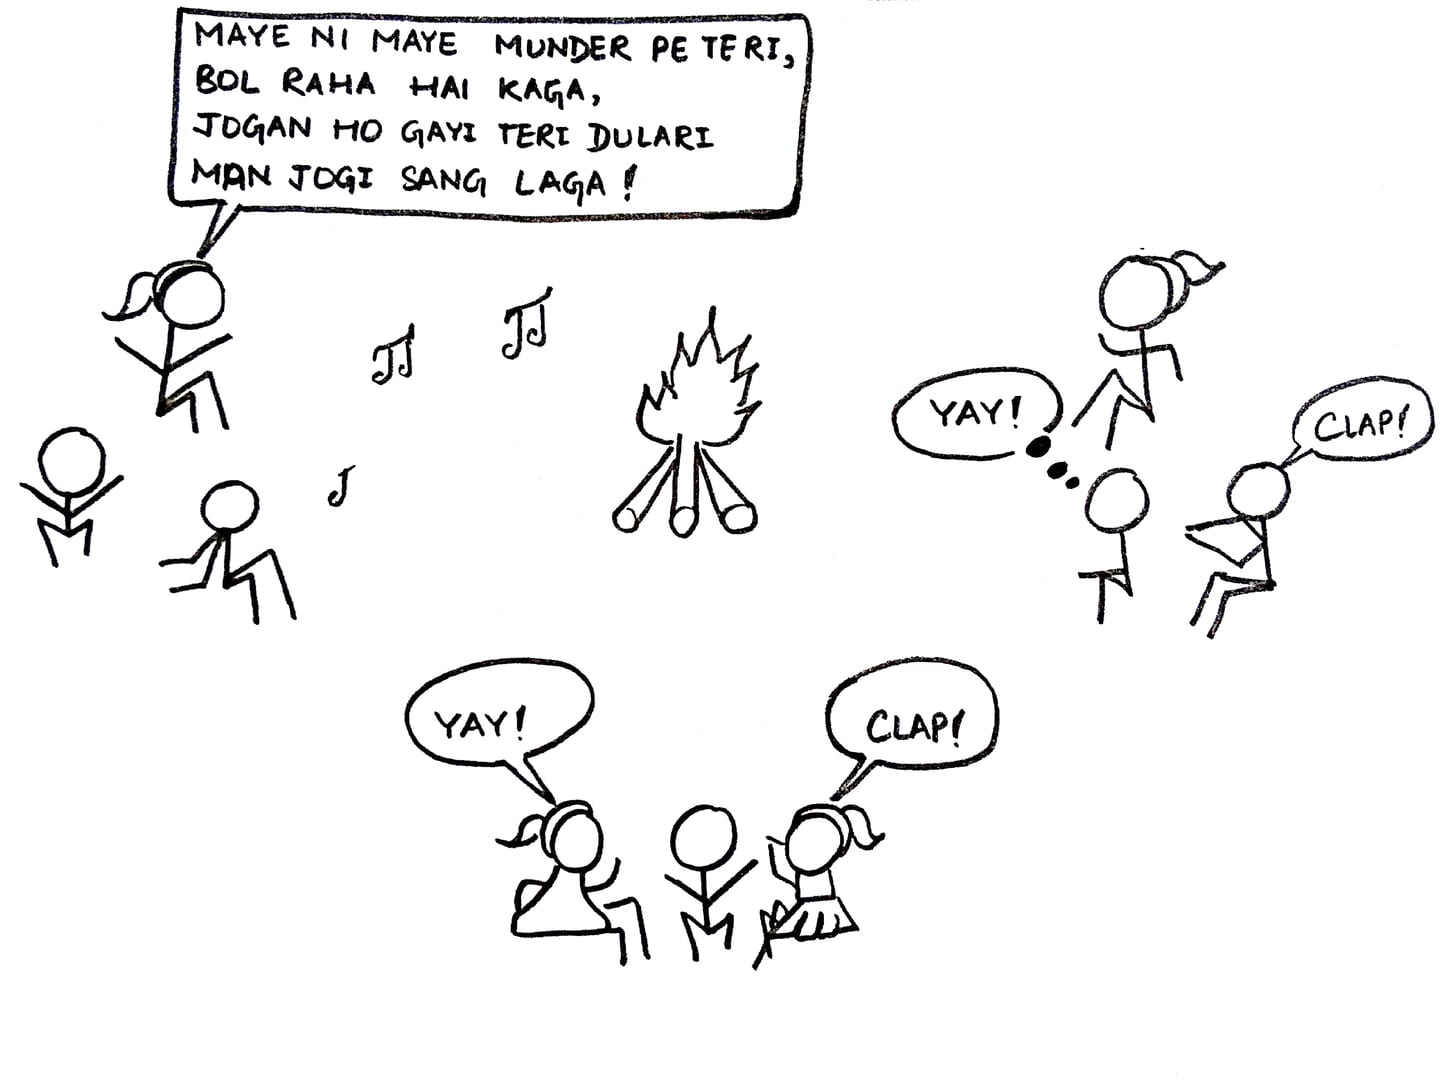 MAYE NI MAYE MUNDER PE TERI,
BOL RAHA HAI KAGA,
JOGAN HO GAYI TERI DULARI
MAN JOGI SANG LAGA!
YAY!
CLAP!
YAY!
CLAP!